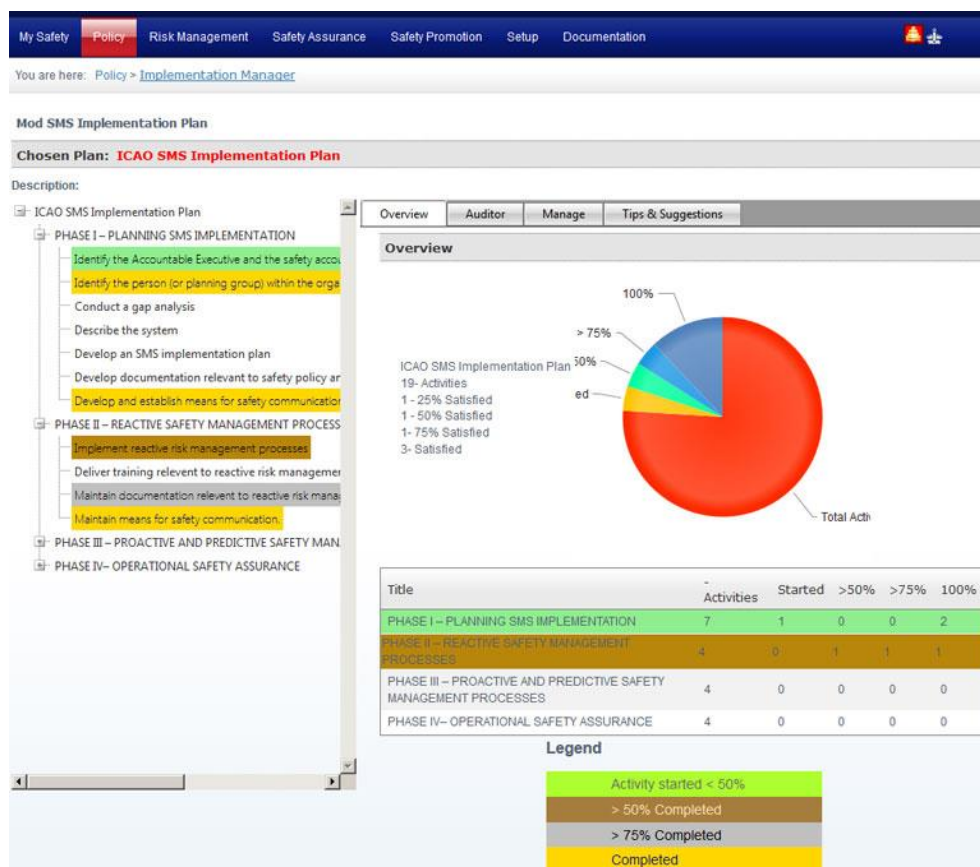 My Safety Policy Risk Management Safety Assurance Safety Promotion Setup Documentation
You are here: Policy > Implementation Manager
Mod SMS Implementation Plan
Chosen Plan: ICAO SMS Implementation Plan
Description:
ICAO SMS Implementation Plan
PHASE I – PLANNING SMS IMPLEMENTATION
Identify the Accountable Executive and the safety accou
Identify the person (or planning group) within the orga
Conduct a gap analysis
Describe the system
Develop an SMS implementation plan
Develop documentation relevant to safety policy ar
Develop and establish means for safety communication
PHASE II – REACTIVE SAFETY MANAGEMENT PROCESS
Implement reactive risk management processes
Deliver training relevent to reactive risk managemer
Maintain documentation relevent to reactive risk mana
Maintain means for safety communication.
PHASE III – PROACTIVE AND PREDICTIVE SAFETY MAN
PHASE IV– OPERATIONAL SAFETY ASSURANCE
Overview Auditor Manage Tips & Suggestions
Overview
100%
> 75%
50%
ed
Total Activ
ICAO SMS Implementation Plan
19- Activities
1 - 25% Satisfied
1 - 50% Satisfied
1- 75% Satisfied
3- Satisfied
Title - Activities Started >50% >75% 100%
PHASE I – PLANNING SMS IMPLEMENTATION 7 1 0 0 2
PHASE II – REACTIVE SAFETY MANAGEMENT
PROCESSES 4 0 1 1 1
PHASE III – PROACTIVE AND PREDICTIVE SAFETY
MANAGEMENT PROCESSES 4 0 0 0 0
PHASE IV– OPERATIONAL SAFETY ASSURANCE 4 0 0 0 0
Legend
Activity started < 50%
> 50% Completed
> 75% Completed
Completed